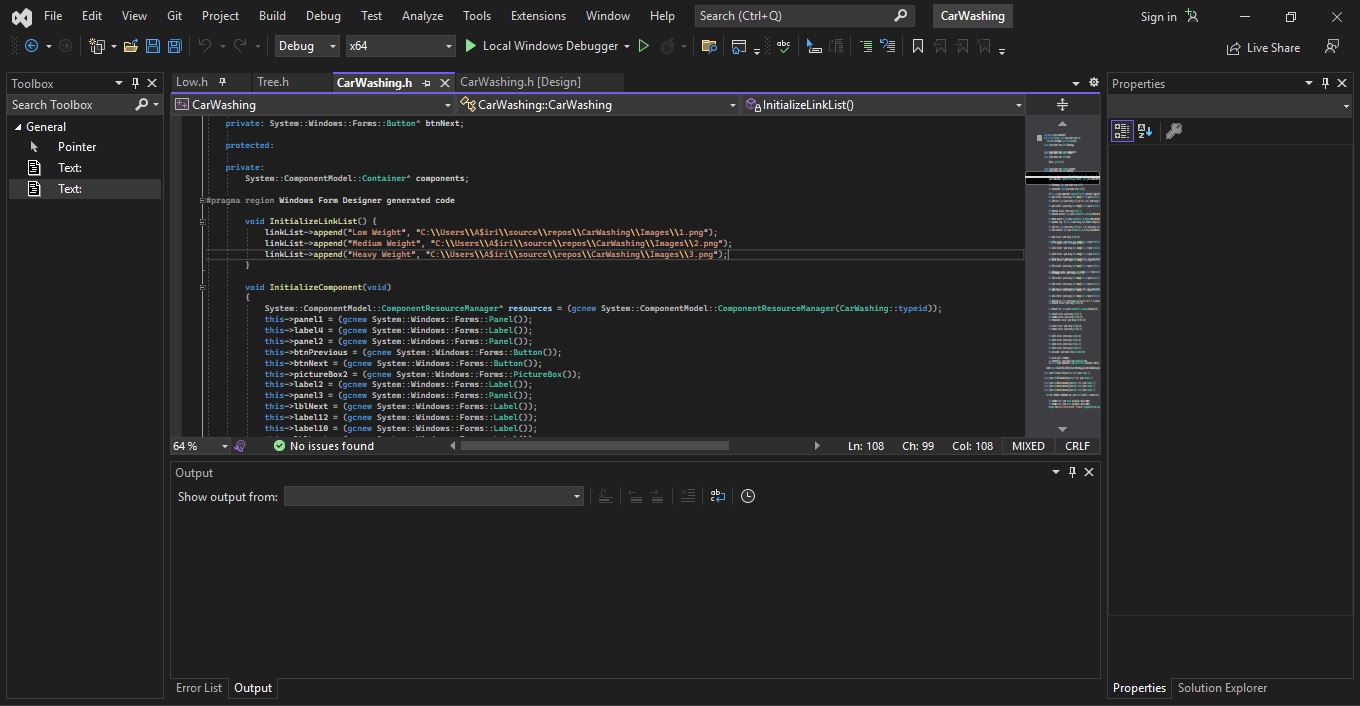 File Edit View Git Project Build Debug Test Analyze Tools Extensions Window Help Search (Ctrl+Q) CarWashing Sign in
Debug x64 Local Windows Debugger Live Share
Toolbox
Search Toolbox
General
Pointer
Text:
Text:
Low.h Tree.h CarWashing.h CarWashing.h [Design]
CarWashing CarWashing::CarWashing InitializeLinkList()
private: System::Windows::Forms::Button^ btnNext;
protected:
private:
System::ComponentModel::Container^ components;
#pragma region Windows Form Designer generated code
void InitializeLinkList() {
linkList->append("Low Weight", "C:\\Users\\A$iri\\source\\repos\\CarWashing\\Images\\1.png");
linkList->append("Medium Weight", "C:\\Users\\A$iri\\source\\repos\\CarWashing\\Images\\2.png");
linkList->append("Heavy Weight", "C:\\Users\\A$iri\\source\\repos\\CarWashing\\Images\\3.png");
}
void InitializeComponent(void)
{
System::ComponentModel::ComponentResourceManager^ resources = (gcnew System::ComponentModel::ComponentResourceManager(CarWashing::typeid));
this->panel1 = (gcnew System::Windows::Forms::Panel());
this->label4 = (gcnew System::Windows::Forms::Label());
this->panel2 = (gcnew System::Windows::Forms::Panel());
this->btnPrevious = (gcnew System::Windows::Forms::Button());
this->btnNext = (gcnew System::Windows::Forms::Button());
this->pictureBox2 = (gcnew System::Windows::Forms::PictureBox());
this->label2 = (gcnew System::Windows::Forms::Label());
this->panel3 = (gcnew System::Windows::Forms::Panel());
this->lblNext = (gcnew System::Windows::Forms::Label());
this->label12 = (gcnew System::Windows::Forms::Label());
this->label10 = (gcnew System::Windows::Forms::Label());
64 % No issues found Ln: 108 Ch: 99 Col: 108 MIXED CRLF
Output
Show output from:
Error List Output
Properties
Properties Solution Explorer